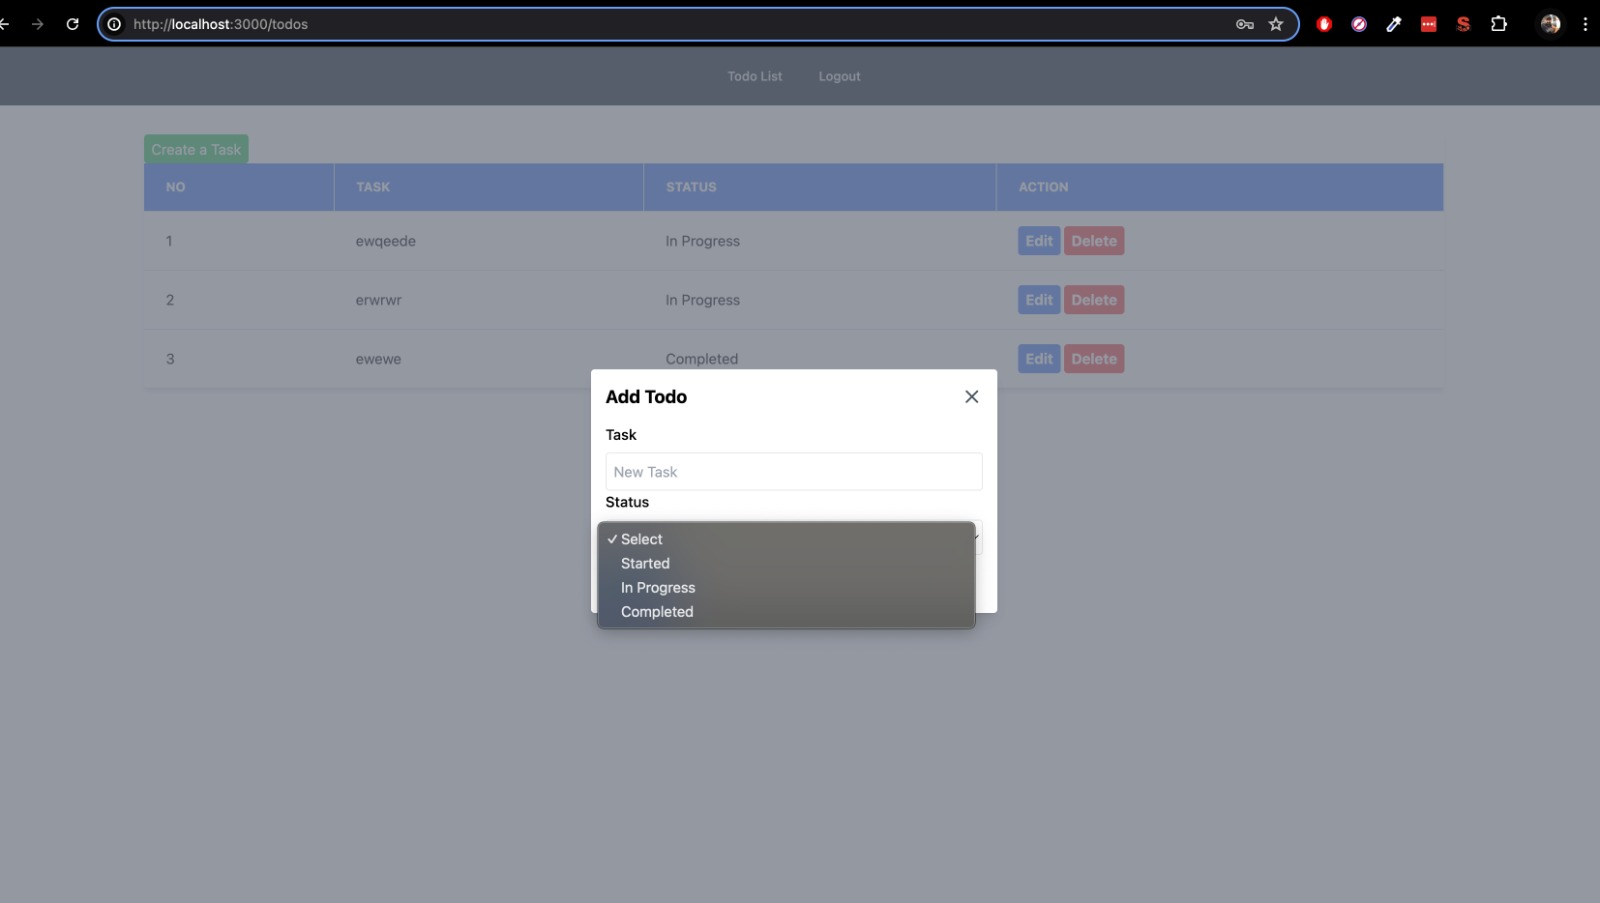 http://localhost:3000/todos
Todo List Logout
Create a Task
NO TASK STATUS ACTION
1 ewqeede In Progress Edit Delete
2 erwrwr In Progress Edit Delete
3 ewewe Completed Edit Delete
Add Todo
Task
New Task
Status
Select
Started
In Progress
Completed